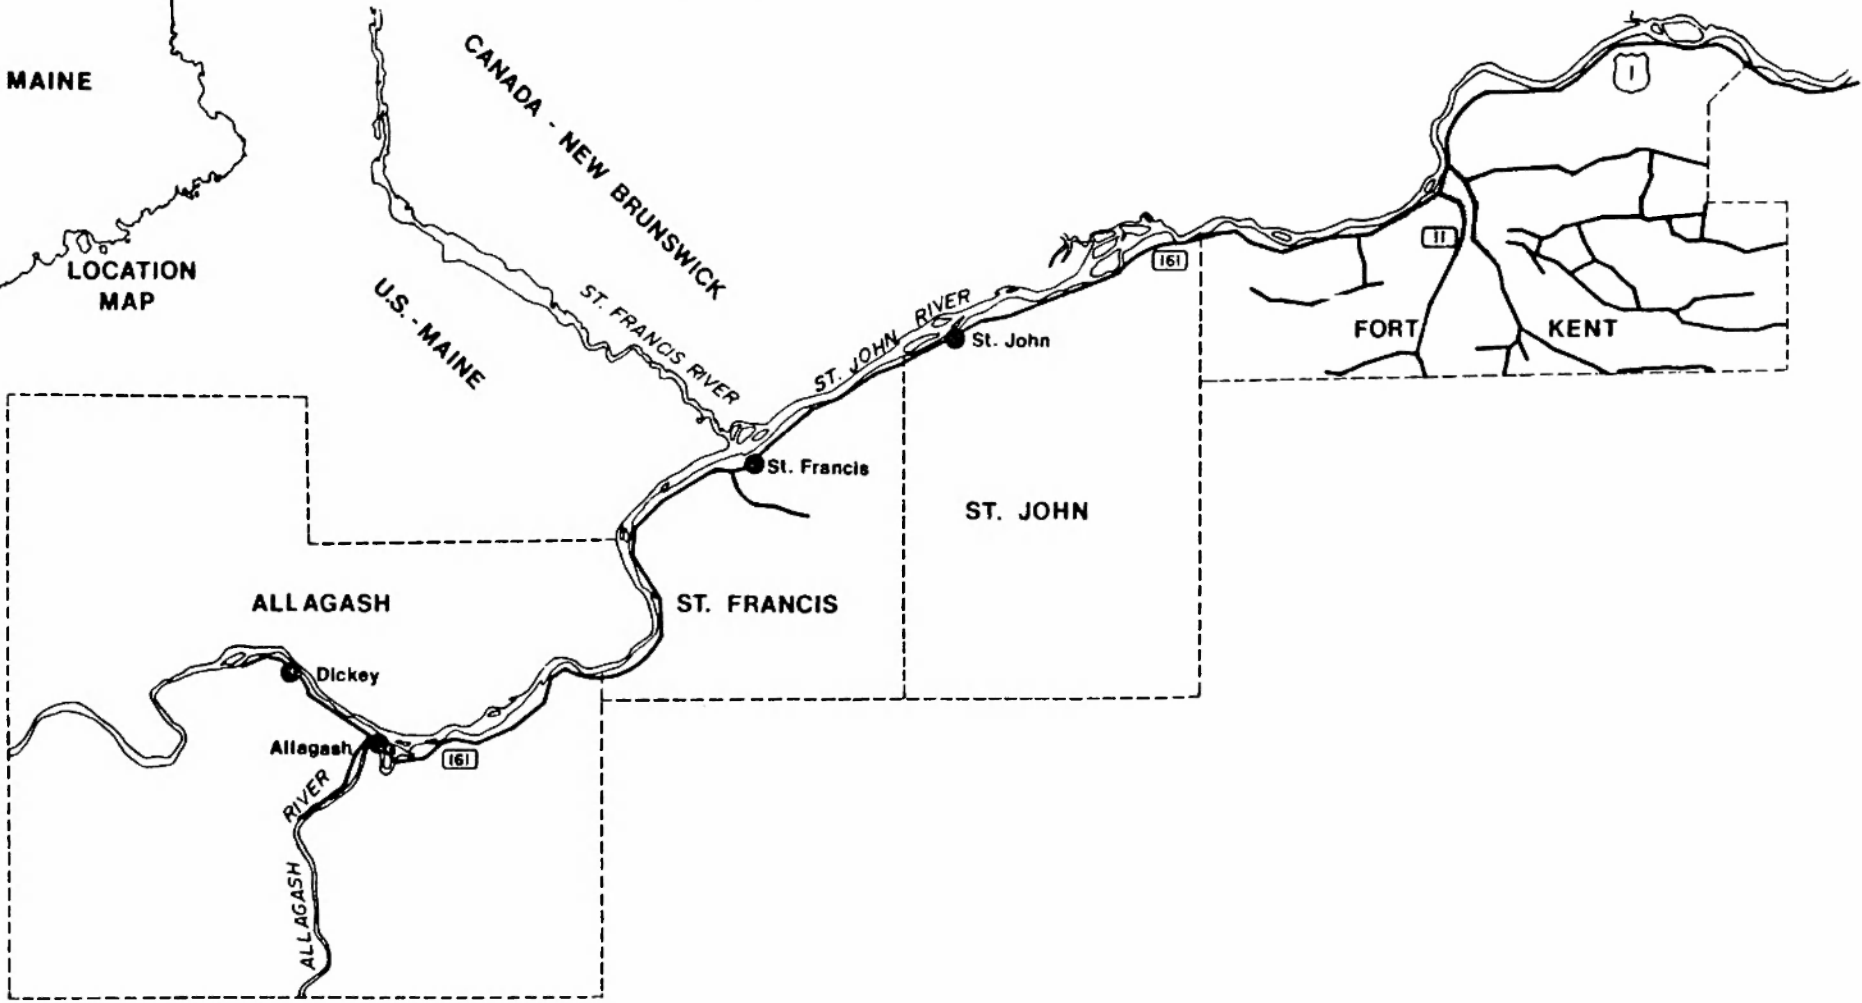 MAINE
LOCATION
MAP
CANADA - NEW BRUNSWICK
U.S. - MAINE
ST. FRANCIS RIVER
ST. JOHN RIVER
1
11
161
FORT KENT
St. John
St. Francis
ST. JOHN
ALLAGASH
ST. FRANCIS
Dickey
Allagash
161
ALLAGASH RIVER